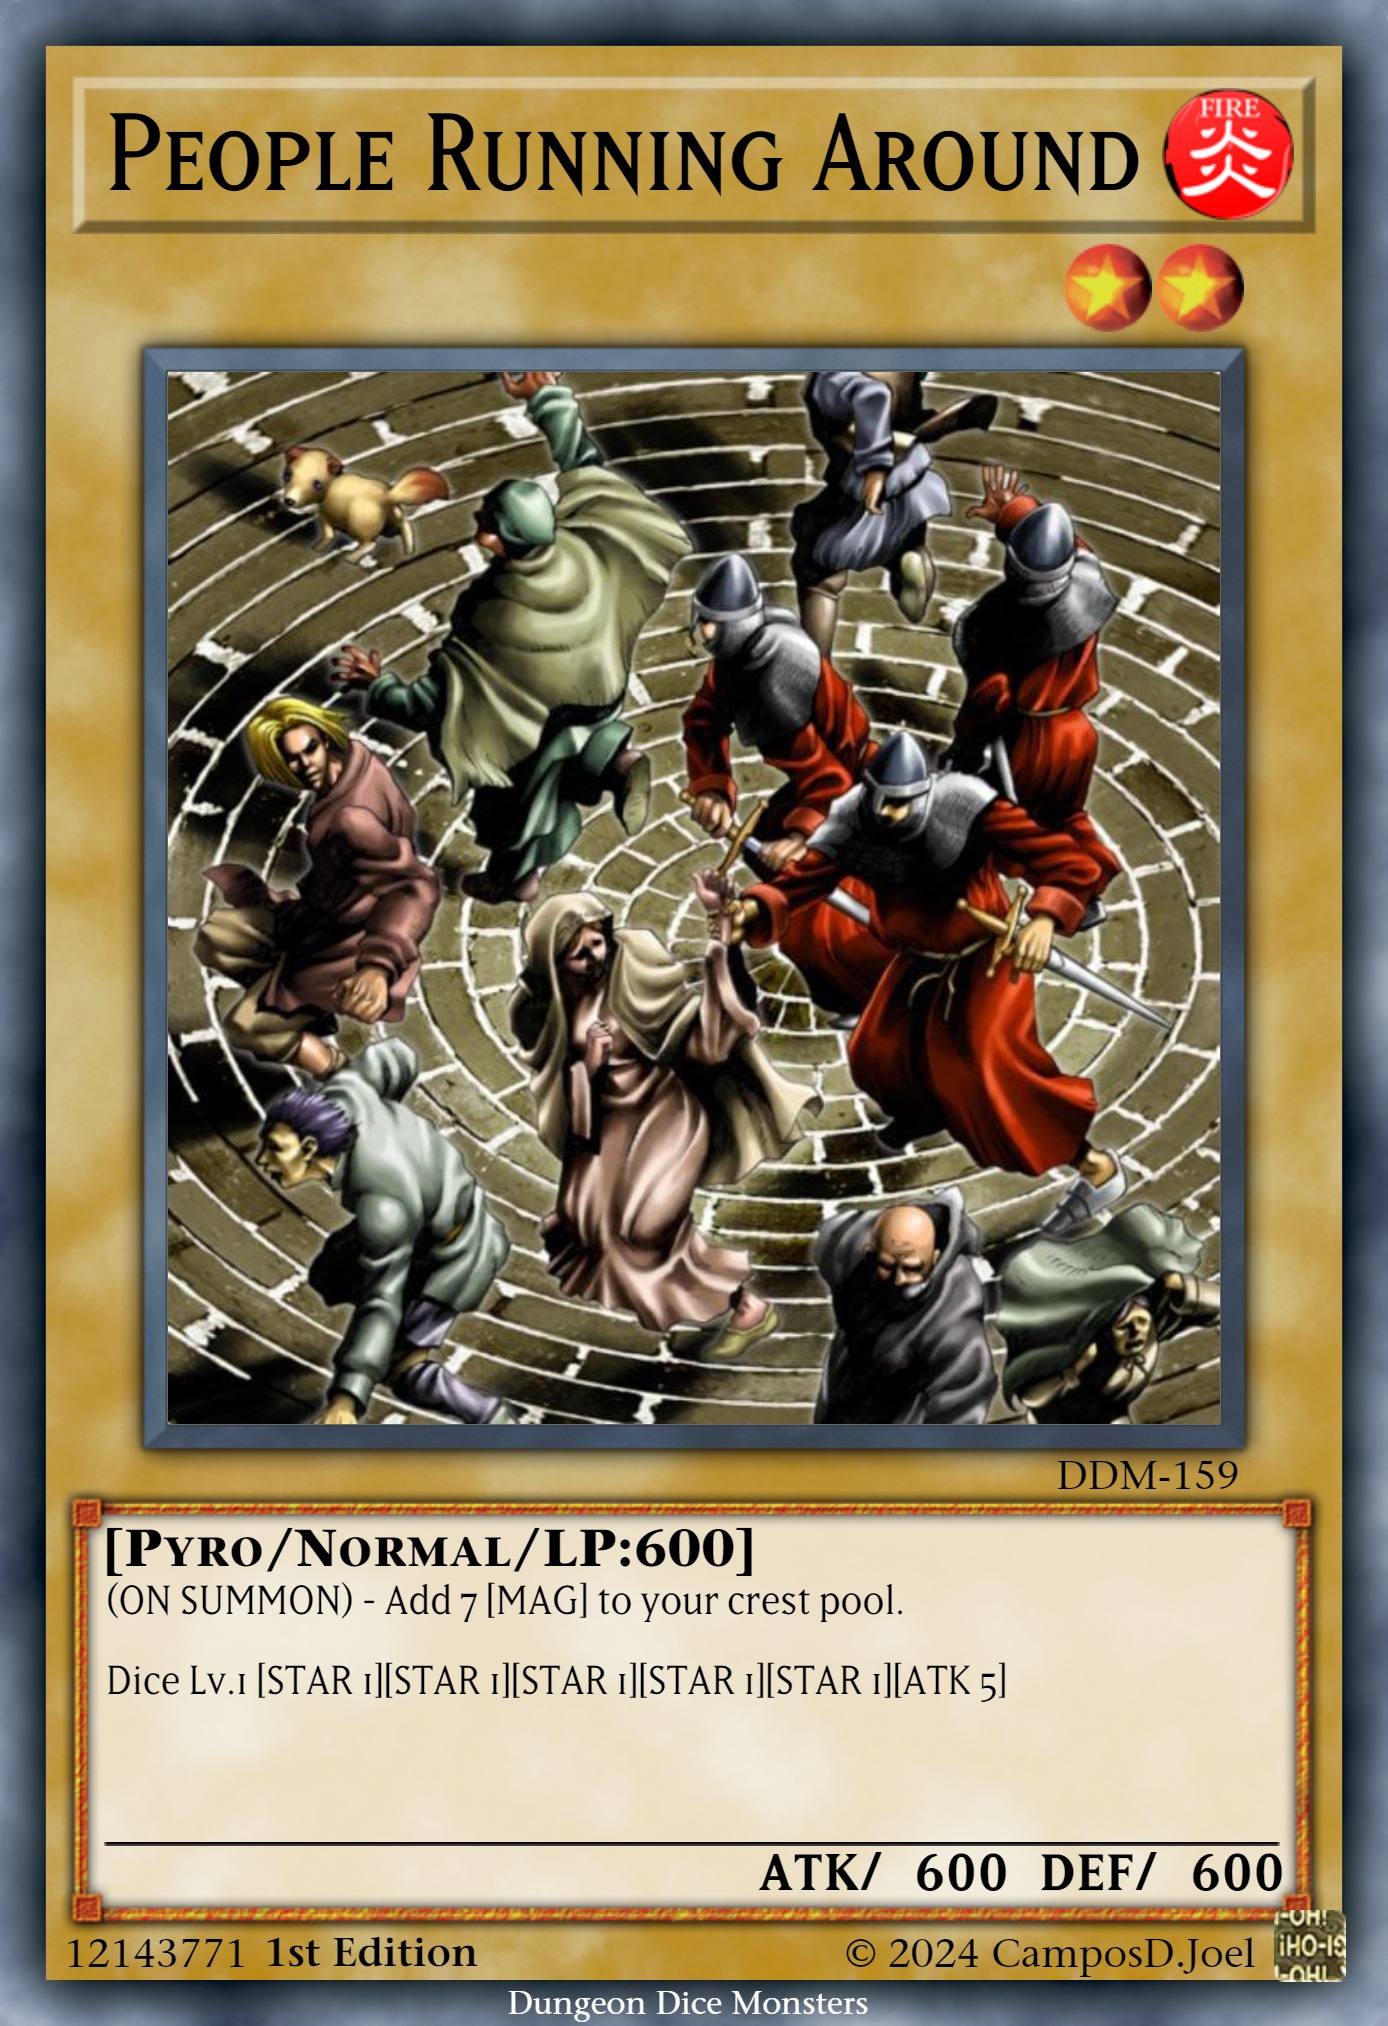 People Running Around
FIRE
炎
DDM-159
[Pyro/Normal/LP:600]
(ON SUMMON) - Add 7 [MAG] to your crest pool.
Dice Lv.1 [STAR 1][STAR 1][STAR 1][STAR 1][STAR 1][ATK 5]
ATK/ 600 DEF/ 600
12143771 1st Edition
© 2024 CamposD.Joel
Dungeon Dice Monsters